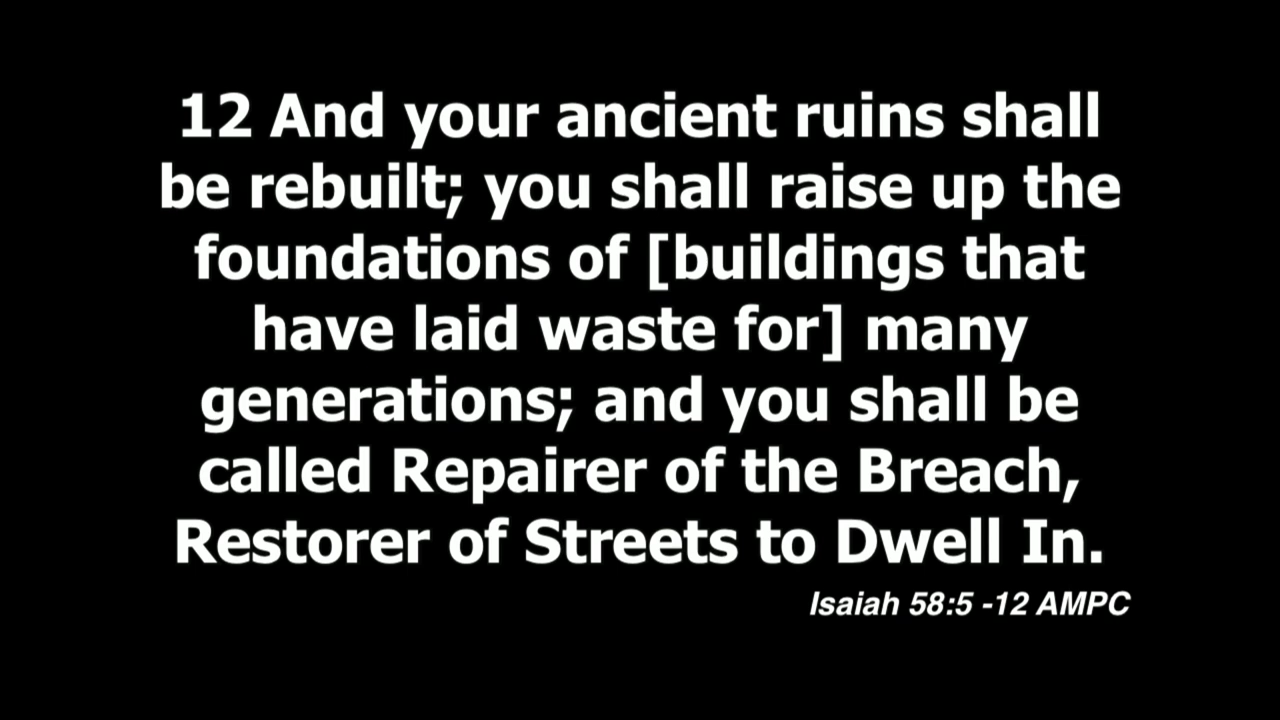 12 And your ancient ruins shall
be rebuilt; you shall raise up the
foundations of [buildings that
have laid waste for] many
generations; and you shall be
called Repairer of the Breach,
Restorer of Streets to Dwell In.
Isaiah 58:5 -12 AMPC